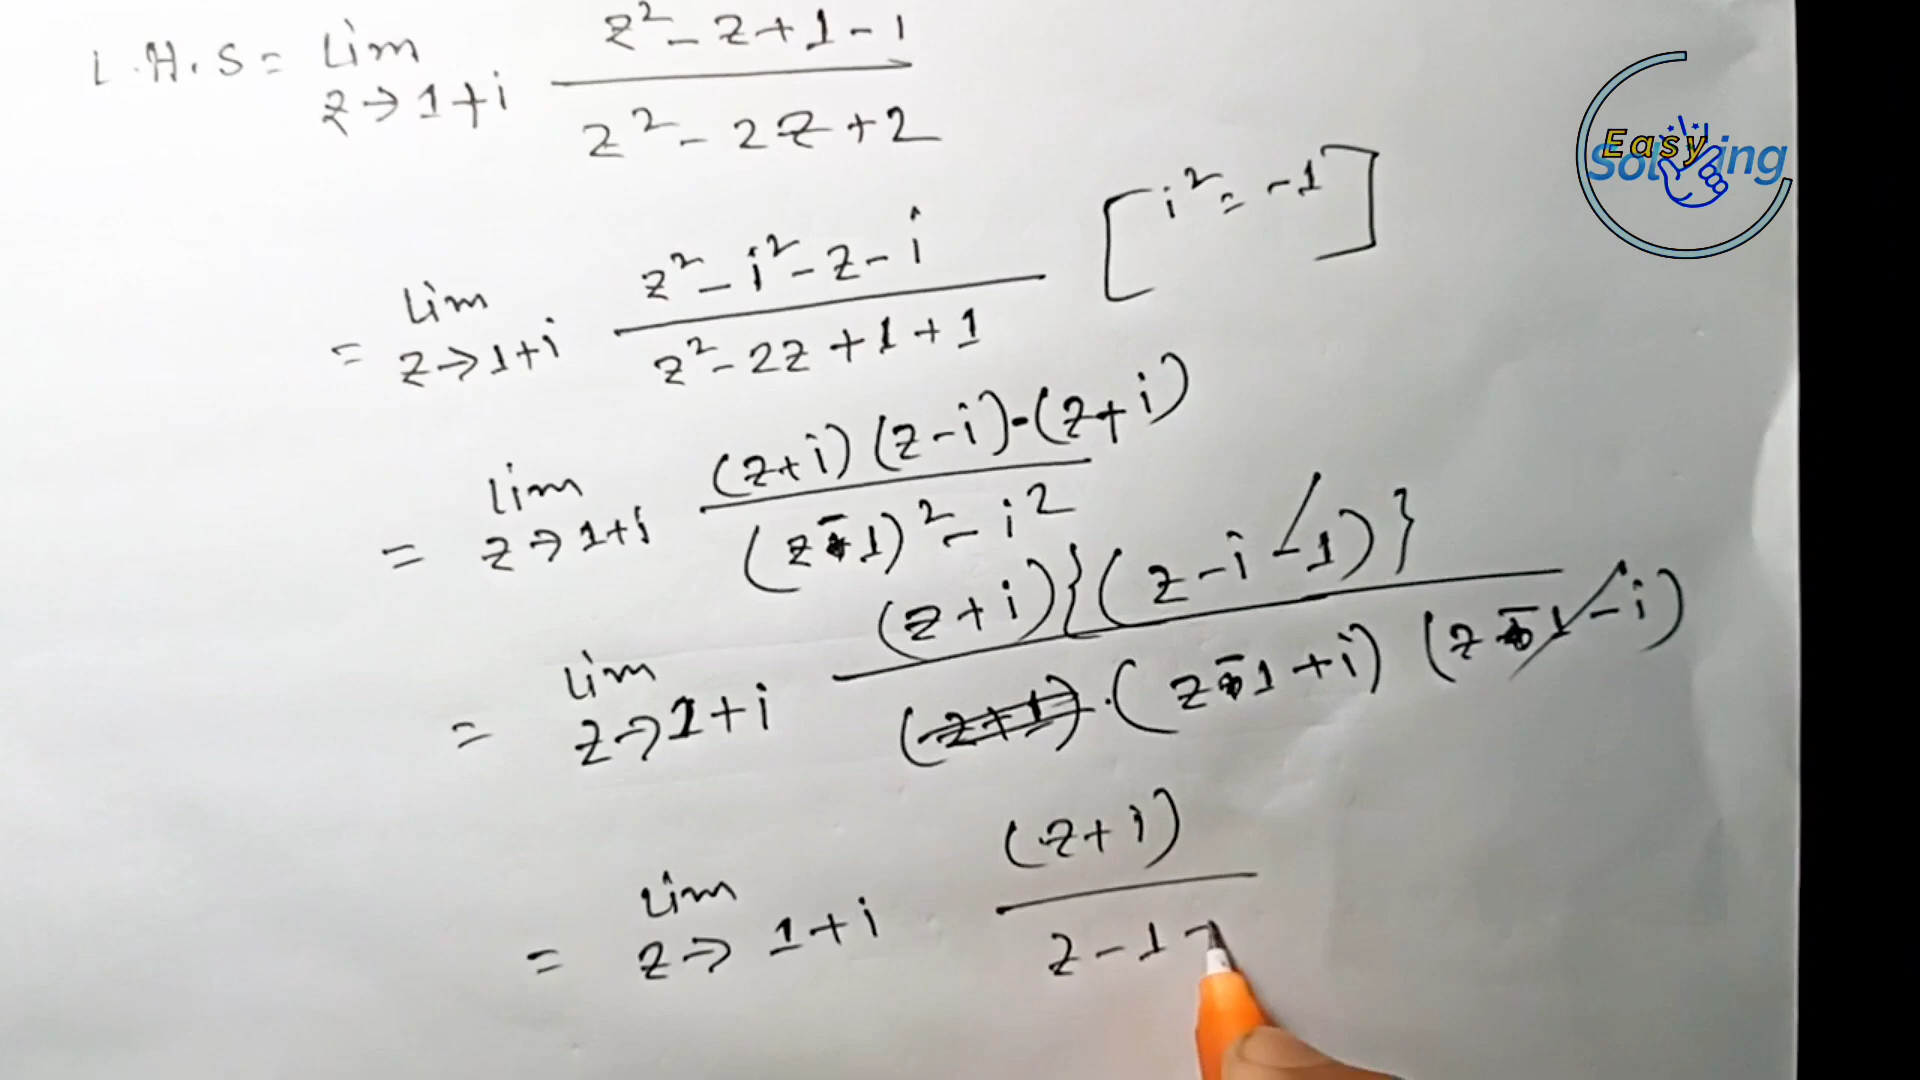 L.H.S = lim z→1+i (z² - z + 1 - i) / (z² - 2z + 2)
= lim z→1+i (z² - i² - z - i) / (z² - 2z + 1 + 1) [i² = -1]
= lim z→1+i ((z+i)(z-i) - (z+i)) / ((z-1)² - i²)
= lim z→1+i (z+i){(z-i-1)} / (z-1+i)(z-1-i)
= lim z→1+i (z+i) / z-1
Easy
Solving